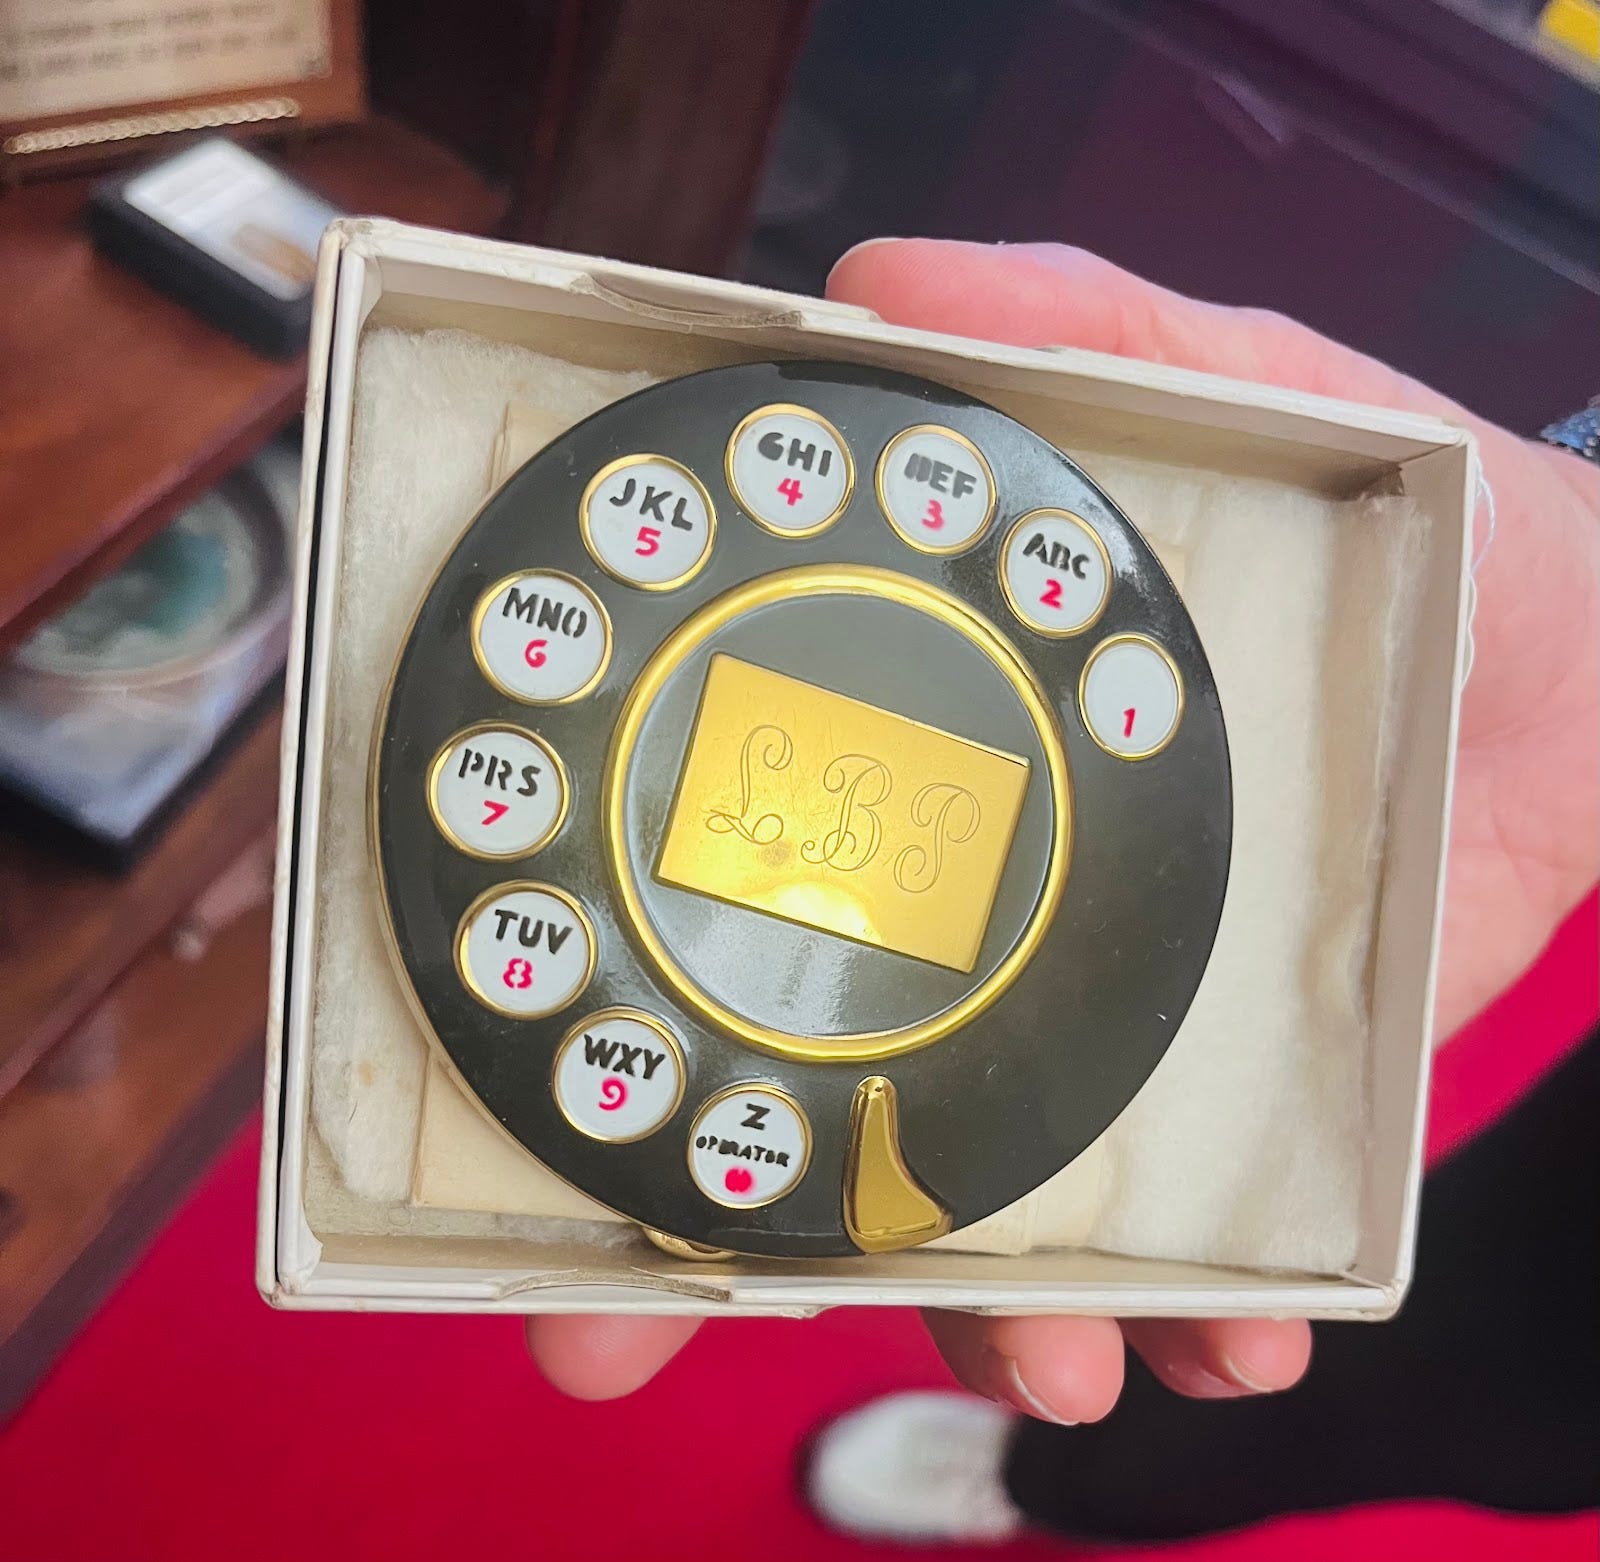 GHI
4
DEF
3
JKL
5
ABC
2
MNO
6
1
PRS
7
LBP
TUV
8
WXY
9
Z
OPERATOR